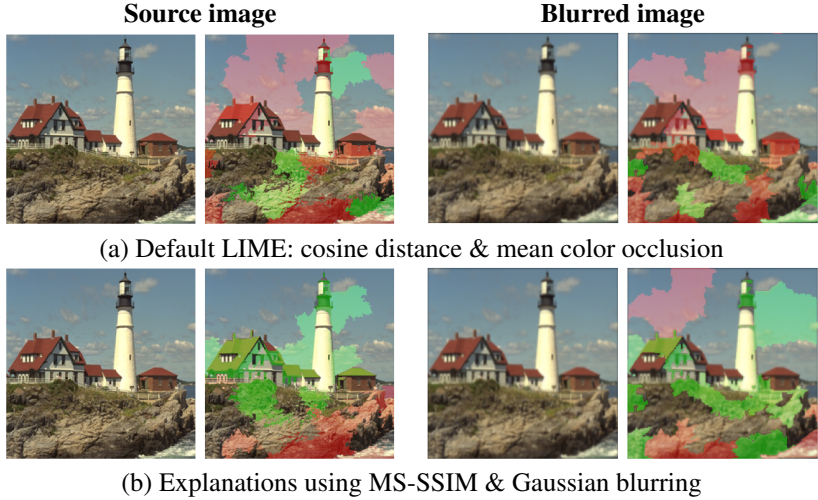 Source image
Blurred image
(a) Default LIME: cosine distance & mean color occlusion
(b) Explanations using MS-SSIM & Gaussian blurring